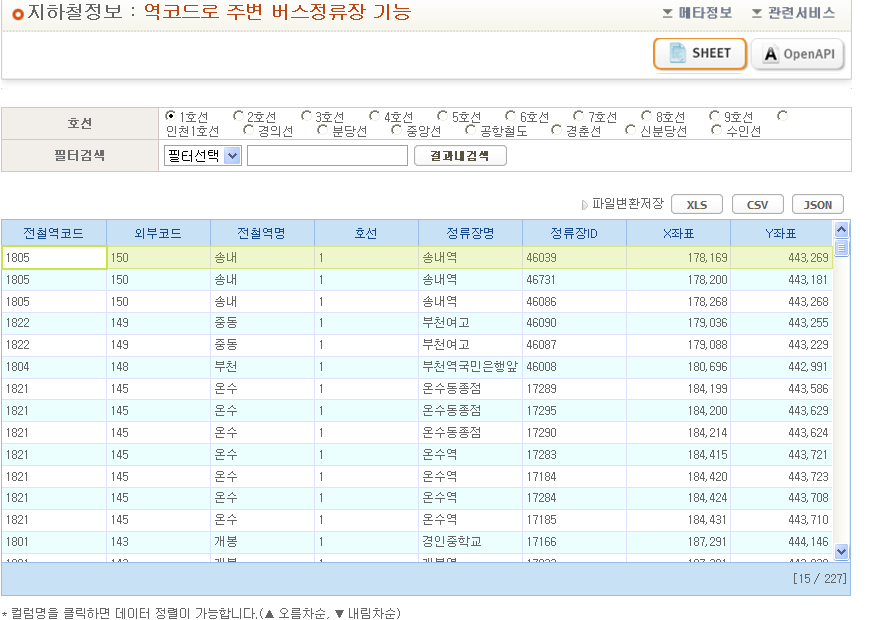 지하철정보 : 역코드로 주변 버스정류장 기능
메타정보 관련서비스
SHEET OpenAPI
호선 1호선 2호선 3호선 4호선 5호선 6호선 7호선 8호선 9호선
인천1호선 경의선 분당선 중앙선 공항철도 경춘선 신분당선 수인선
필터검색 필터선택 결과내검색
파일변환저장 XLS CSV JSON
전철역코드 외부코드 전철역명 호선 정류장명 정류장ID X좌표 Y좌표
1805 150 송내 1 송내역 46039 178,169 443,269
1805 150 송내 1 송내역 46731 178,200 443,181
1805 150 송내 1 송내역 46086 178,268 443,268
1822 149 중동 1 부천여고 46090 179,036 443,255
1822 149 중동 1 부천여고 46087 179,088 443,229
1804 148 부천 1 부천역국민은행앞 46008 180,696 442,991
1821 145 온수 1 온수동종점 17289 184,199 443,586
1821 145 온수 1 온수동종점 17295 184,200 443,629
1821 145 온수 1 온수동종점 17290 184,214 443,624
1821 145 온수 1 온수역 17283 184,415 443,721
1821 145 온수 1 온수역 17184 184,420 443,723
1821 145 온수 1 온수역 17284 184,424 443,708
1821 145 온수 1 온수역 17185 184,431 443,710
1801 143 개봉 1 경인중학교 17166 187,291 444,146
[15 / 227]
* 컬럼명을 클릭하면 데이터 정렬이 가능합니다.(▲ 오름차순, ▼ 내림차순)